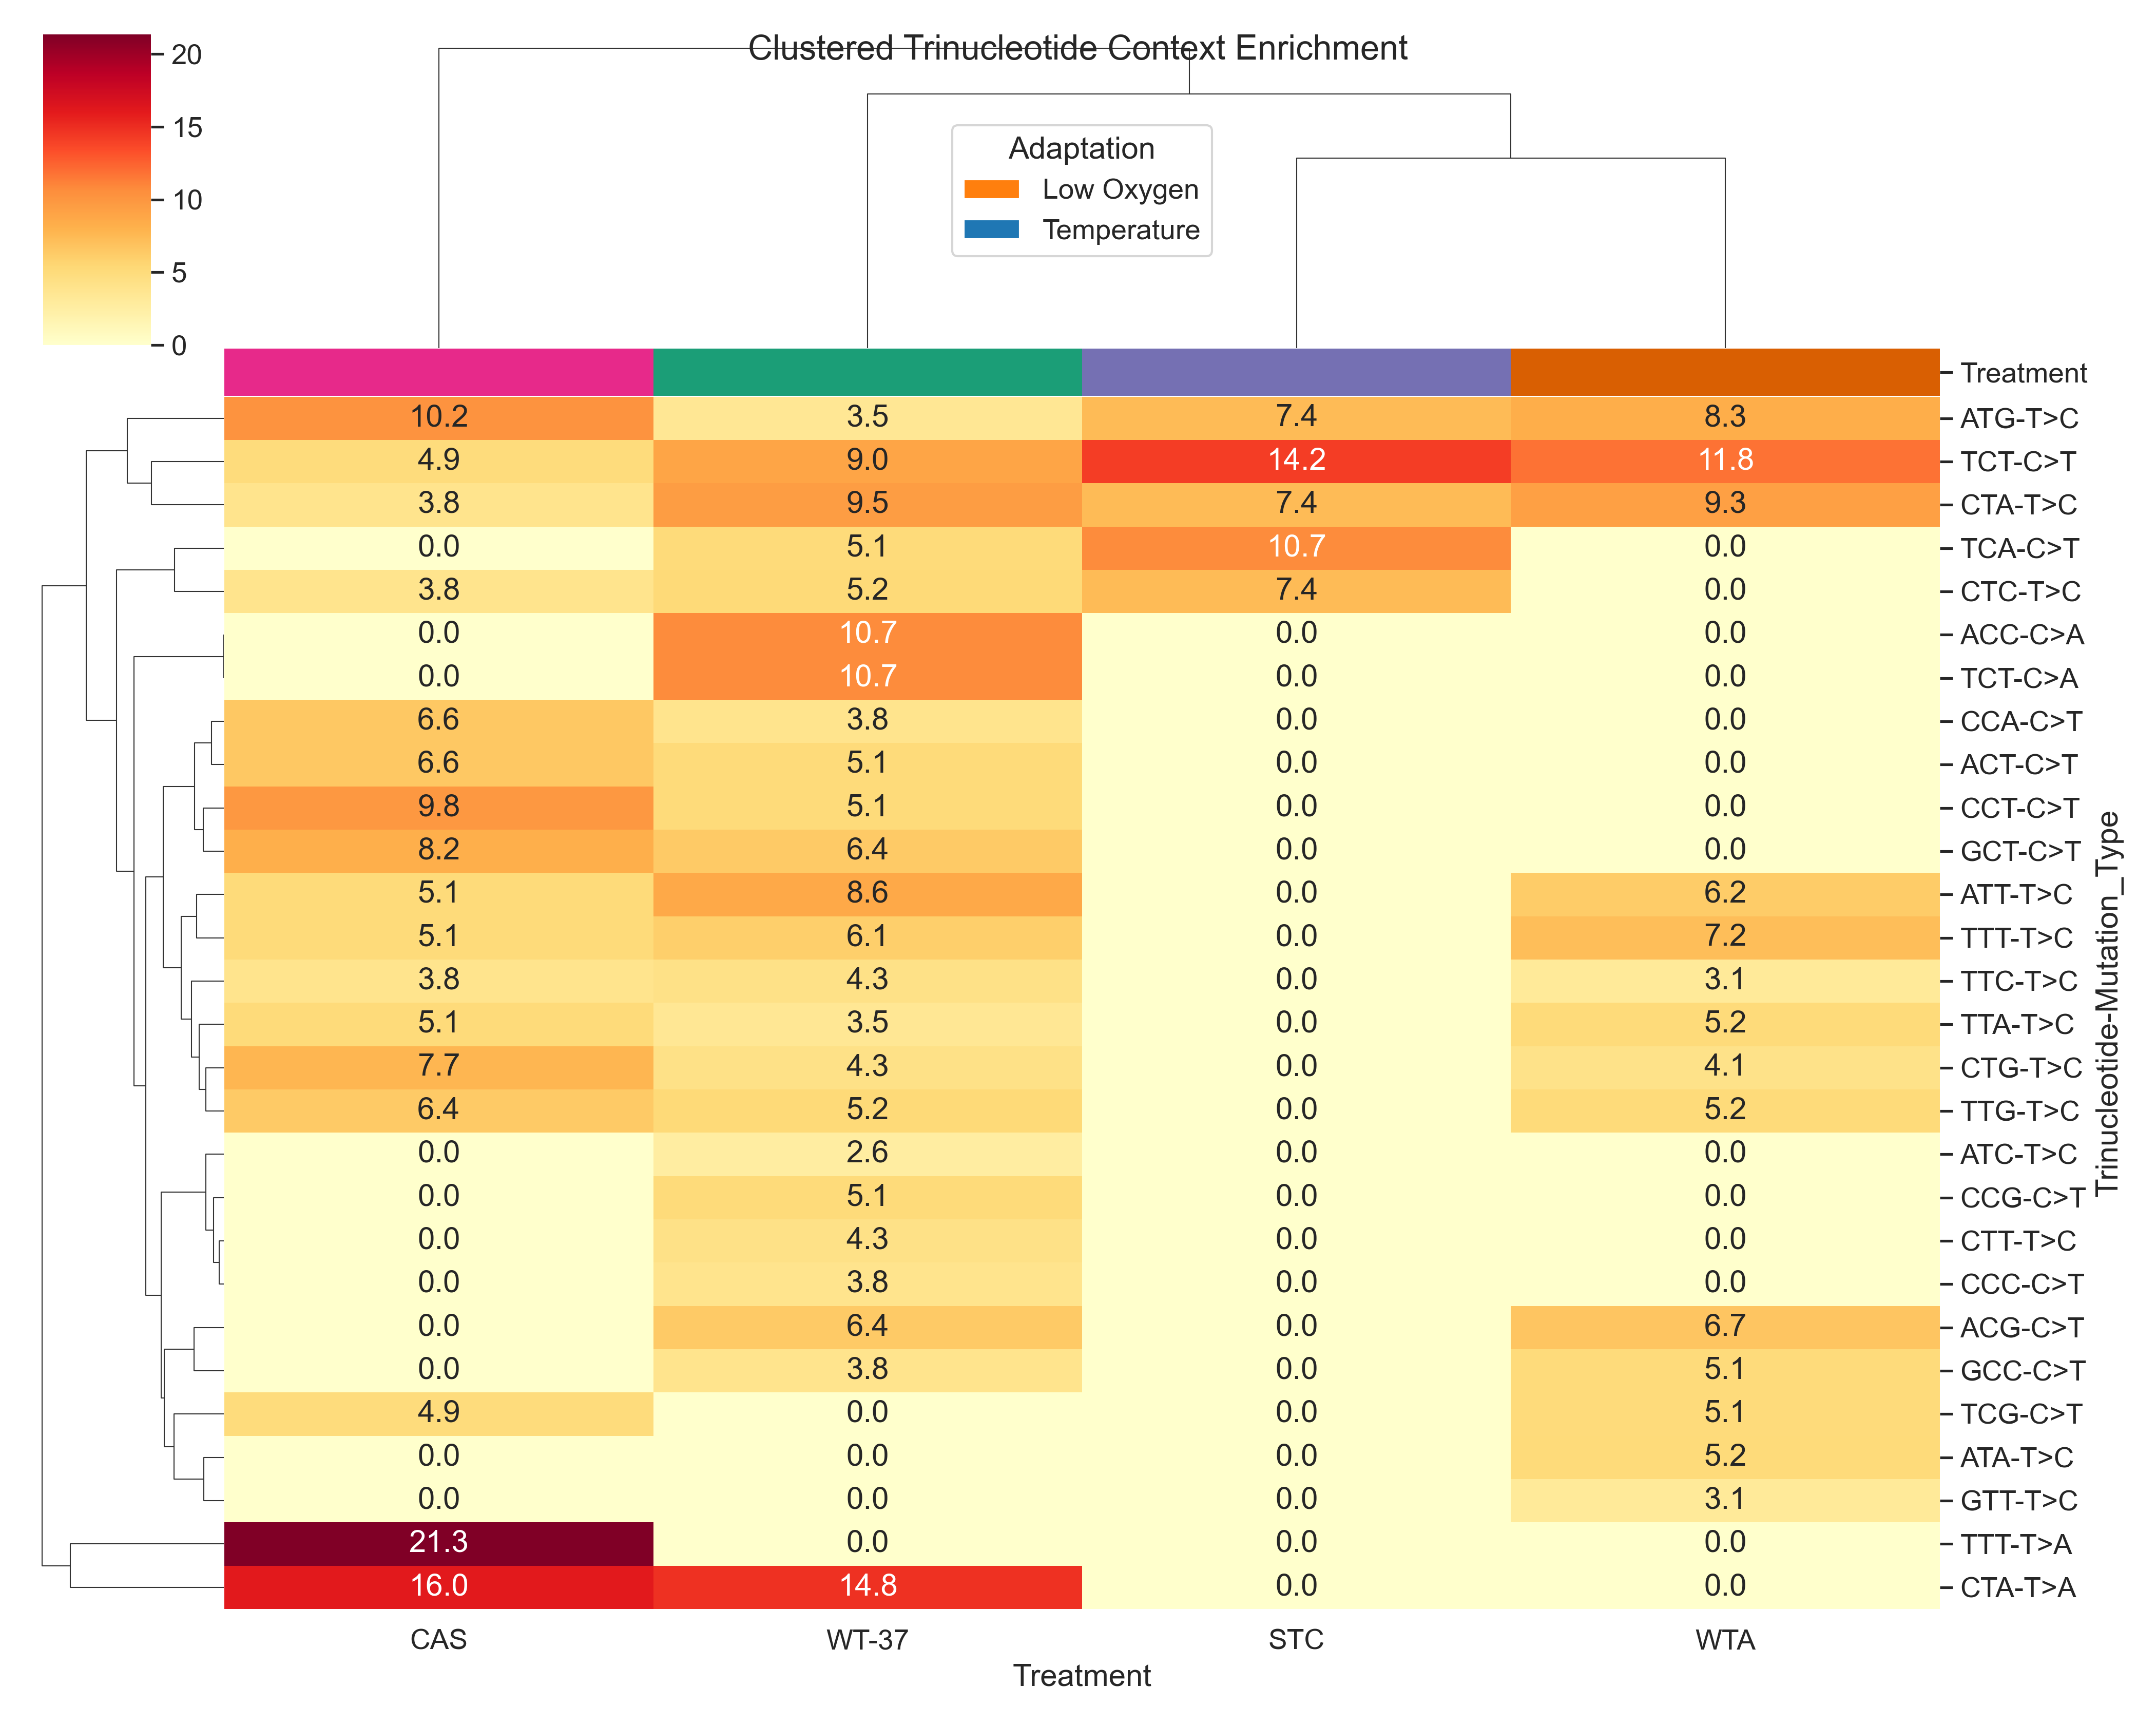 Clustered Trinucleotide Context Enrichment
20
15
10
5
0
Adaptation
Low Oxygen
Temperature
Treatment
10.2 3.5 7.4 8.3 ATG-T>C
4.9 9.0 14.2 11.8 TCT-C>T
3.8 9.5 7.4 9.3 CTA-T>C
0.0 5.1 10.7 0.0 TCA-C>T
3.8 5.2 7.4 0.0 CTC-T>C
0.0 10.7 0.0 0.0 ACC-C>A
0.0 10.7 0.0 0.0 TCT-C>A
6.6 3.8 0.0 0.0 CCA-C>T
6.6 5.1 0.0 0.0 ACT-C>T
9.8 5.1 0.0 0.0 CCT-C>T
8.2 6.4 0.0 0.0 GCT-C>T
5.1 8.6 0.0 6.2 ATT-T>C
5.1 6.1 0.0 7.2 TTT-T>C
3.8 4.3 0.0 3.1 TTC-T>C
5.1 3.5 0.0 5.2 TTA-T>C
7.7 4.3 0.0 4.1 CTG-T>C
6.4 5.2 0.0 5.2 TTG-T>C
0.0 2.6 0.0 0.0 ATC-T>C
0.0 5.1 0.0 0.0 CCG-C>T
0.0 4.3 0.0 0.0 CTT-T>C
0.0 3.8 0.0 0.0 CCC-C>T
0.0 6.4 0.0 6.7 ACG-C>T
0.0 3.8 0.0 5.1 GCC-C>T
4.9 0.0 0.0 5.1 TCG-C>T
0.0 0.0 0.0 5.2 ATA-T>C
0.0 0.0 0.0 3.1 GTT-T>C
21.3 0.0 0.0 0.0 TTT-T>A
16.0 14.8 0.0 0.0 CTA-T>A
Trinucleotide-Mutation_Type
CAS WT-37 STC WTA
Treatment